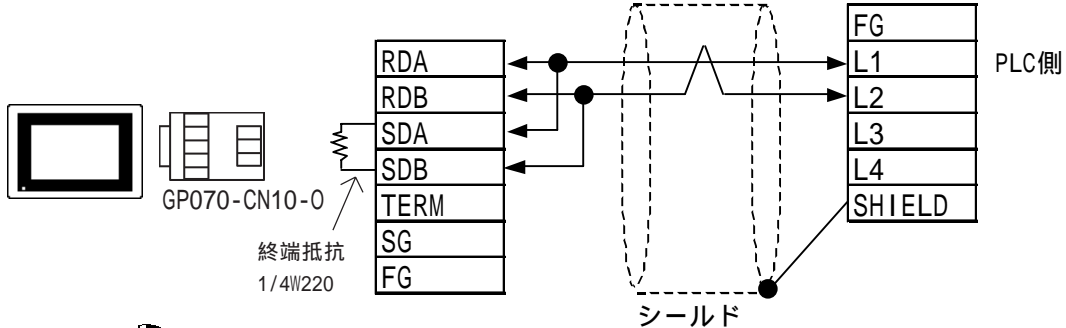 RDA
RDB
SDA
SDB
TERM
SG
FG
GP070-CN10-O
終端抵抗
1/4W220
シールド
FG
L1
L2
L3
L4
SHIELD
PLC側